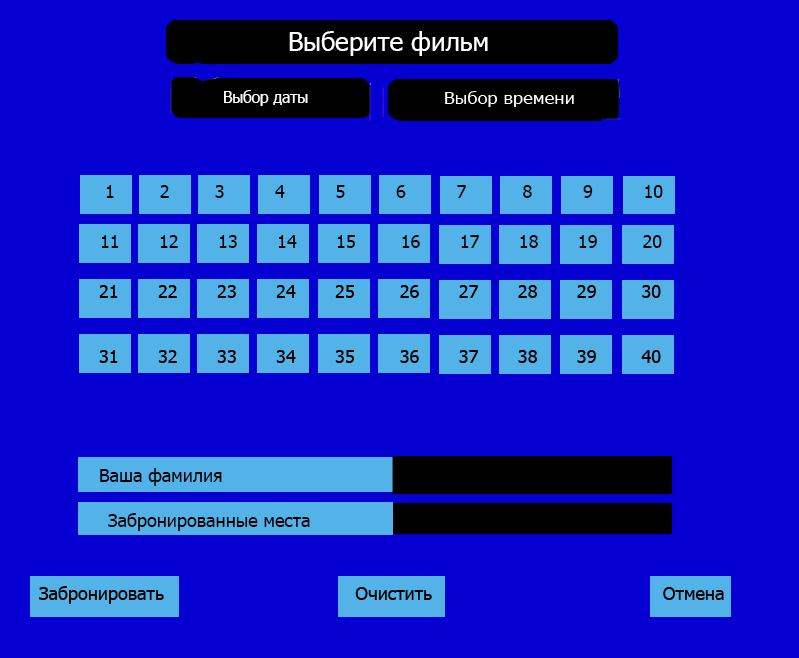 Выберите фильм
Выбор даты Выбор времени
1 2 3 4 5 6 7 8 9 10
11 12 13 14 15 16 17 18 19 20
21 22 23 24 25 26 27 28 29 30
31 32 33 34 35 36 37 38 39 40
Ваша фамилия
Забронированные места
Забронировать Очистить Отмена